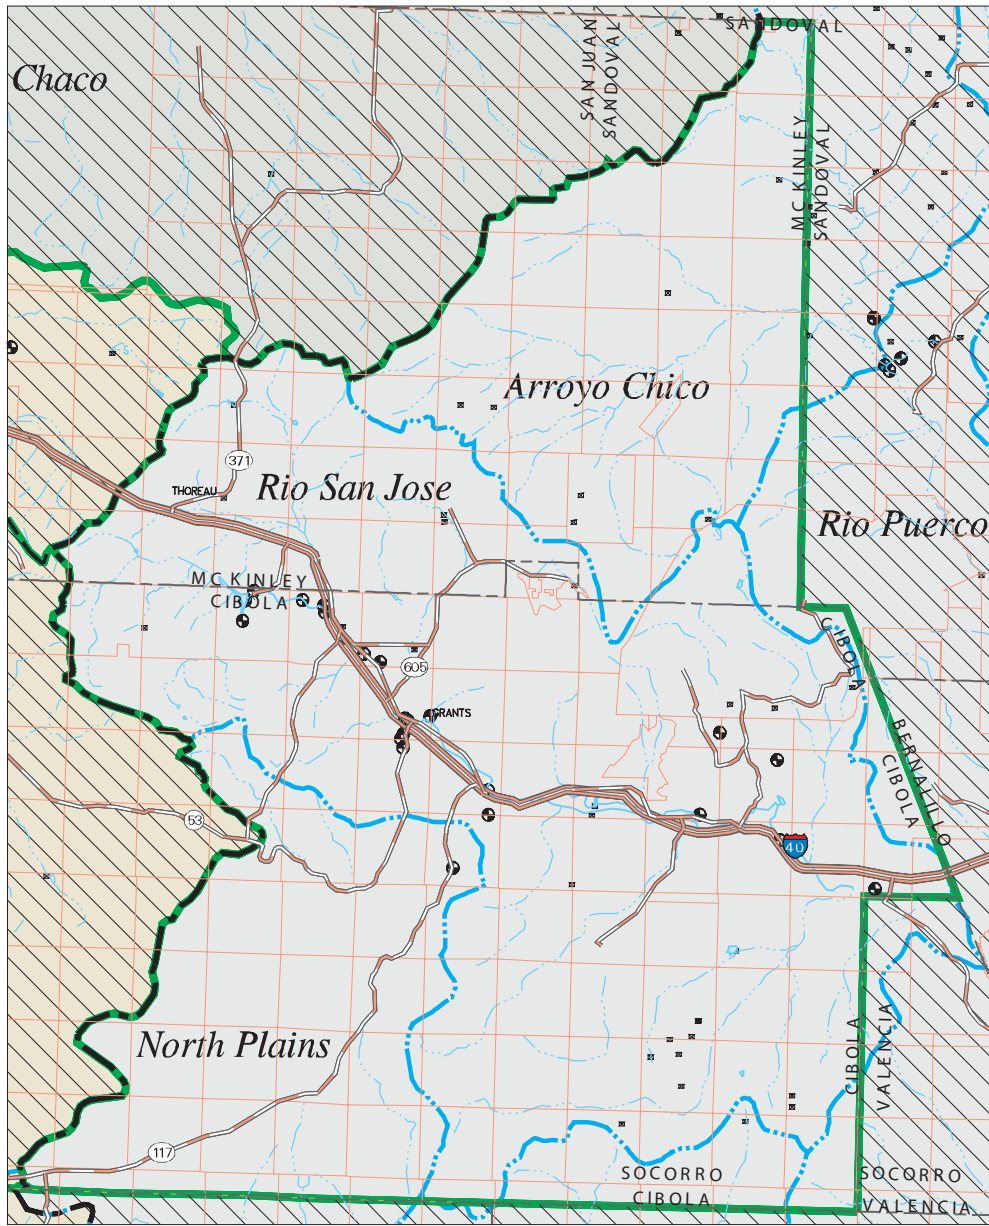 SANDOVAL
SAN JUAN
SANDOVAL
Chaco
MC KINLEY
SANDOVAL
Arroyo Chico
371
THOREAU
Rio San Jose
Rio Puerco
MC KINLEY
CIBOLA
CIBOLA
605
GRANTS
BERNALILLO
CIBOLA
53
40
North Plains
CIBOLA
VALENCIA
117
SOCORRO
CIBOLA
SOCORRO
VALENCIA